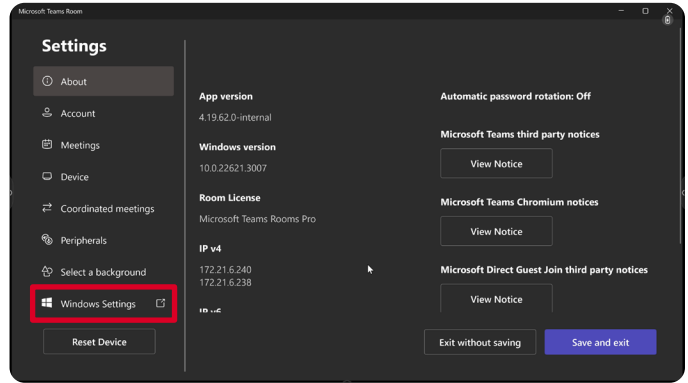 Microsoft Teams Room
Settings
About
Account
Meetings
Device
Coordinated meetings
Peripherals
Select a background
Windows Settings
Reset Device
App version
4.19.62.0-internal
Windows version
10.0.22621.3007
Room License
Microsoft Teams Rooms Pro
IP v4
172.21.6.240
172.21.6.238
IP v6
Automatic password rotation: Off
Microsoft Teams third party notices
View Notice
Microsoft Teams Chromium notices
View Notice
Microsoft Direct Guest Join third party notices
View Notice
Exit without saving
Save and exit